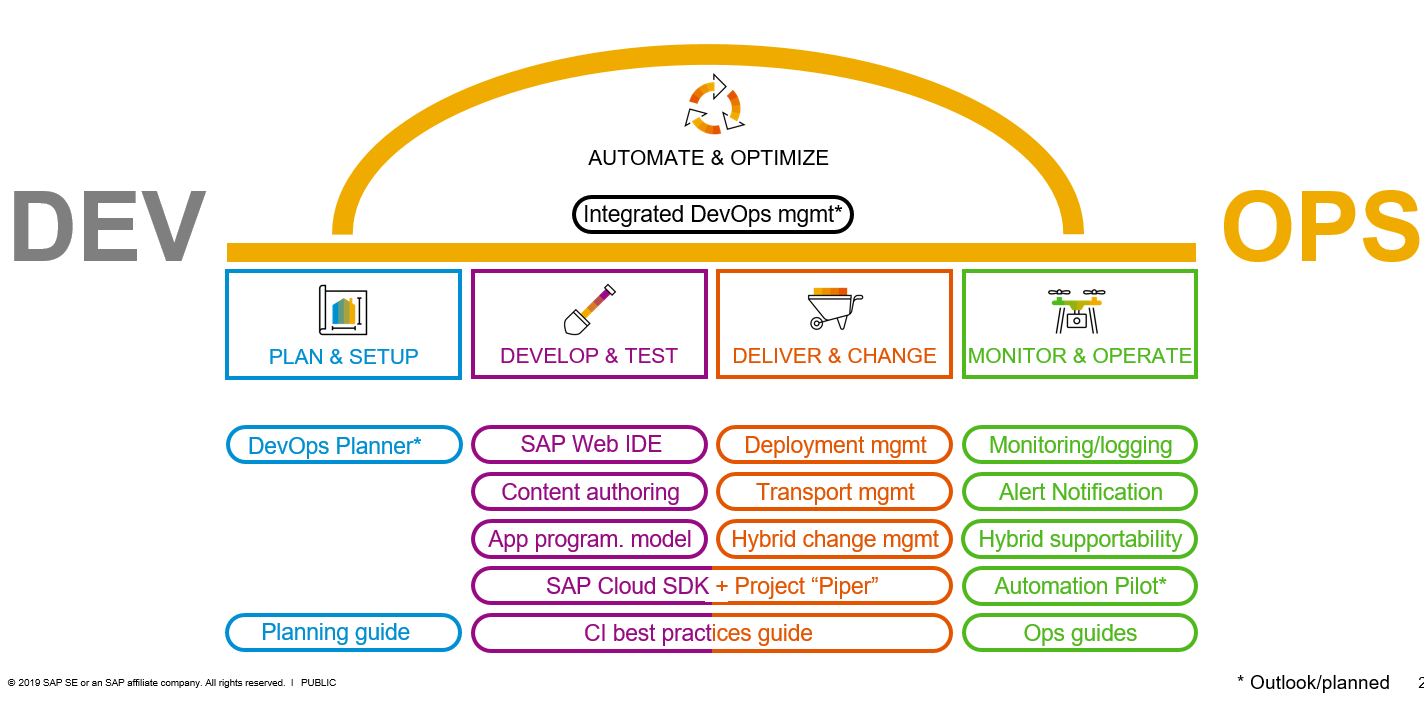 AUTOMATE & OPTIMIZE
DEV
OPS
Integrated DevOps mgmt*
PLAN & SETUP
DEVELOP & TEST
DELIVER & CHANGE
MONITOR & OPERATE
DevOps Planner*
SAP Web IDE
Deployment mgmt
Monitoring/logging
Content authoring
Transport mgmt
Alert Notification
App program. model
Hybrid change mgmt
Hybrid supportability
SAP Cloud SDK + Project “Piper”
Automation Pilot*
Planning guide
CI best practices guide
Ops guides
© 2019 SAP SE or an SAP affiliate company. All rights reserved. ǀ PUBLIC
* Outlook/planned
2